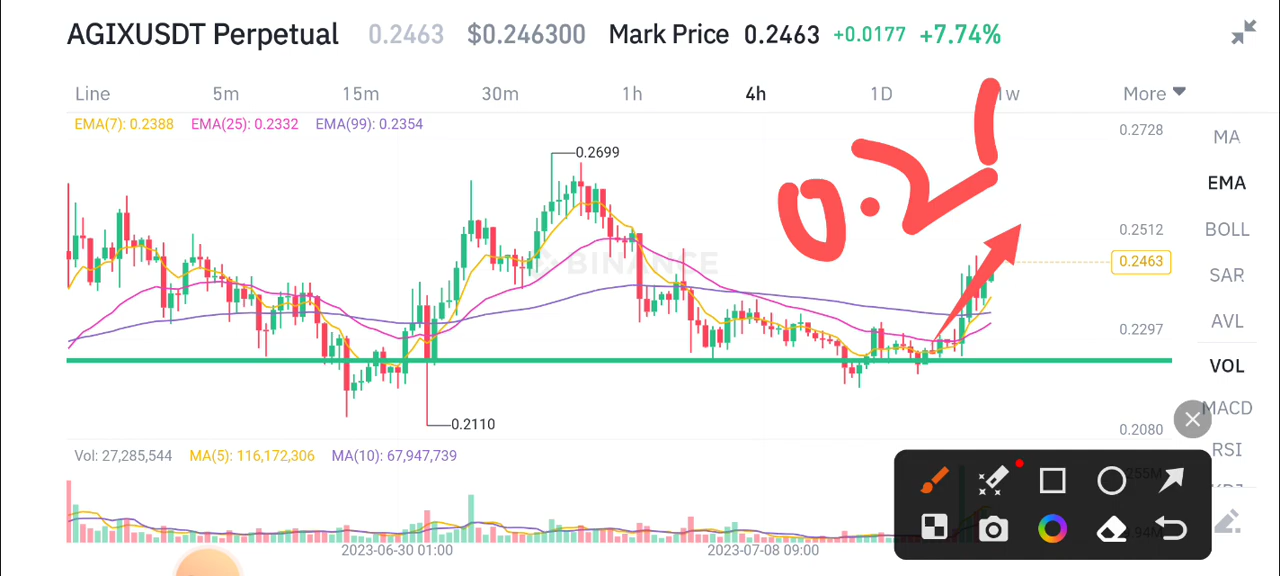 AGIXUSDT Perpetual 0.2463 $0.246300 Mark Price 0.2463 +0.0177 +7.74%
Line 5m 15m 30m 1h 4h 1D 1w More
EMA(7): 0.2388 EMA(25): 0.2332 EMA(99): 0.2354
0.2728
MA
0.2699
0.2
EMA
0.2512
BOLL
BINANCE
0.2463
SAR
AVL
0.2297
VOL
MACD
0.2110
0.2080
RSI
Vol: 27,285,544 MA(5): 116,172,306 MA(10): 67,947,739
2023-06-30 01:00
2023-07-08 09:00